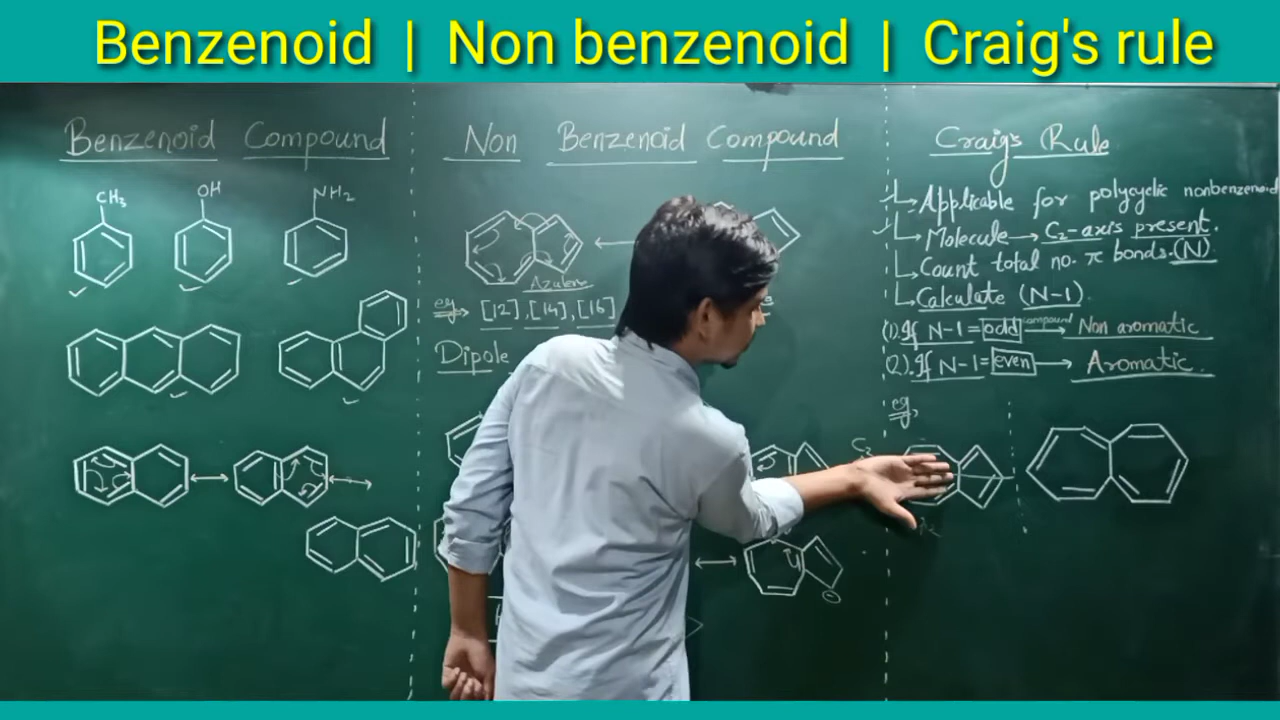 Benzenoid | Non benzenoid | Craig's rule
Benzenoid Compound
CH₃
OH
NH₂
Non Benzenoid Compound
Azulene
eg→ [12], [14], [16]
Dipole
⊖
Craig's Rule
Applicable for polycyclic nonbenzenoid
Molecule → C₂-axis present.
Count total no. π bonds.(N)
Calculate (N-1)
(1).If N-1=odd compound→ Non aromatic
(2).If N-1=even → Aromatic.
eg,
C₂